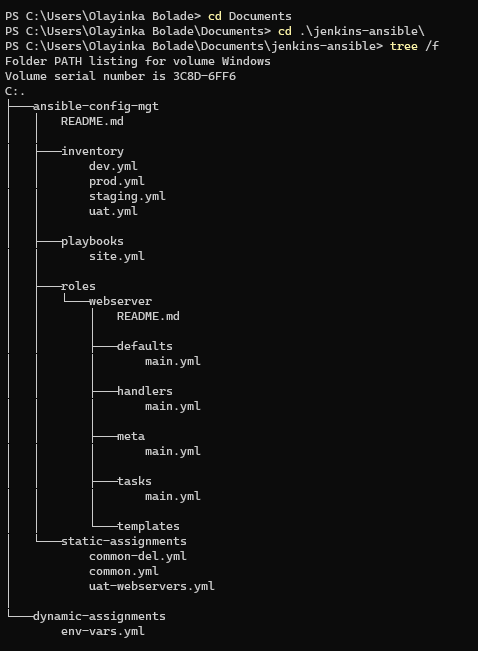 PS C:\Users\Olayinka Bolade> cd Documents
PS C:\Users\Olayinka Bolade\Documents> cd .\jenkins-ansible\
PS C:\Users\Olayinka Bolade\Documents\jenkins-ansible> tree /f
Folder PATH listing for volume Windows
Volume serial number is 3C8D-6FF6
C:.
├───ansible-config-mgt
│   │   README.md
│   │
│   ├───inventory
│   │       dev.yml
│   │       prod.yml
│   │       staging.yml
│   │       uat.yml
│   │
│   ├───playbooks
│   │       site.yml
│   │
│   ├───roles
│   │   └───webserver
│   │       │   README.md
│   │       │
│   │       ├───defaults
│   │       │       main.yml
│   │       │
│   │       ├───handlers
│   │       │       main.yml
│   │       │
│   │       ├───meta
│   │       │       main.yml
│   │       │
│   │       ├───tasks
│   │       │       main.yml
│   │       │
│   │       └───templates
│   └───static-assignments
│           common-del.yml
│           common.yml
│           uat-webservers.yml
│
└───dynamic-assignments
        env-vars.yml